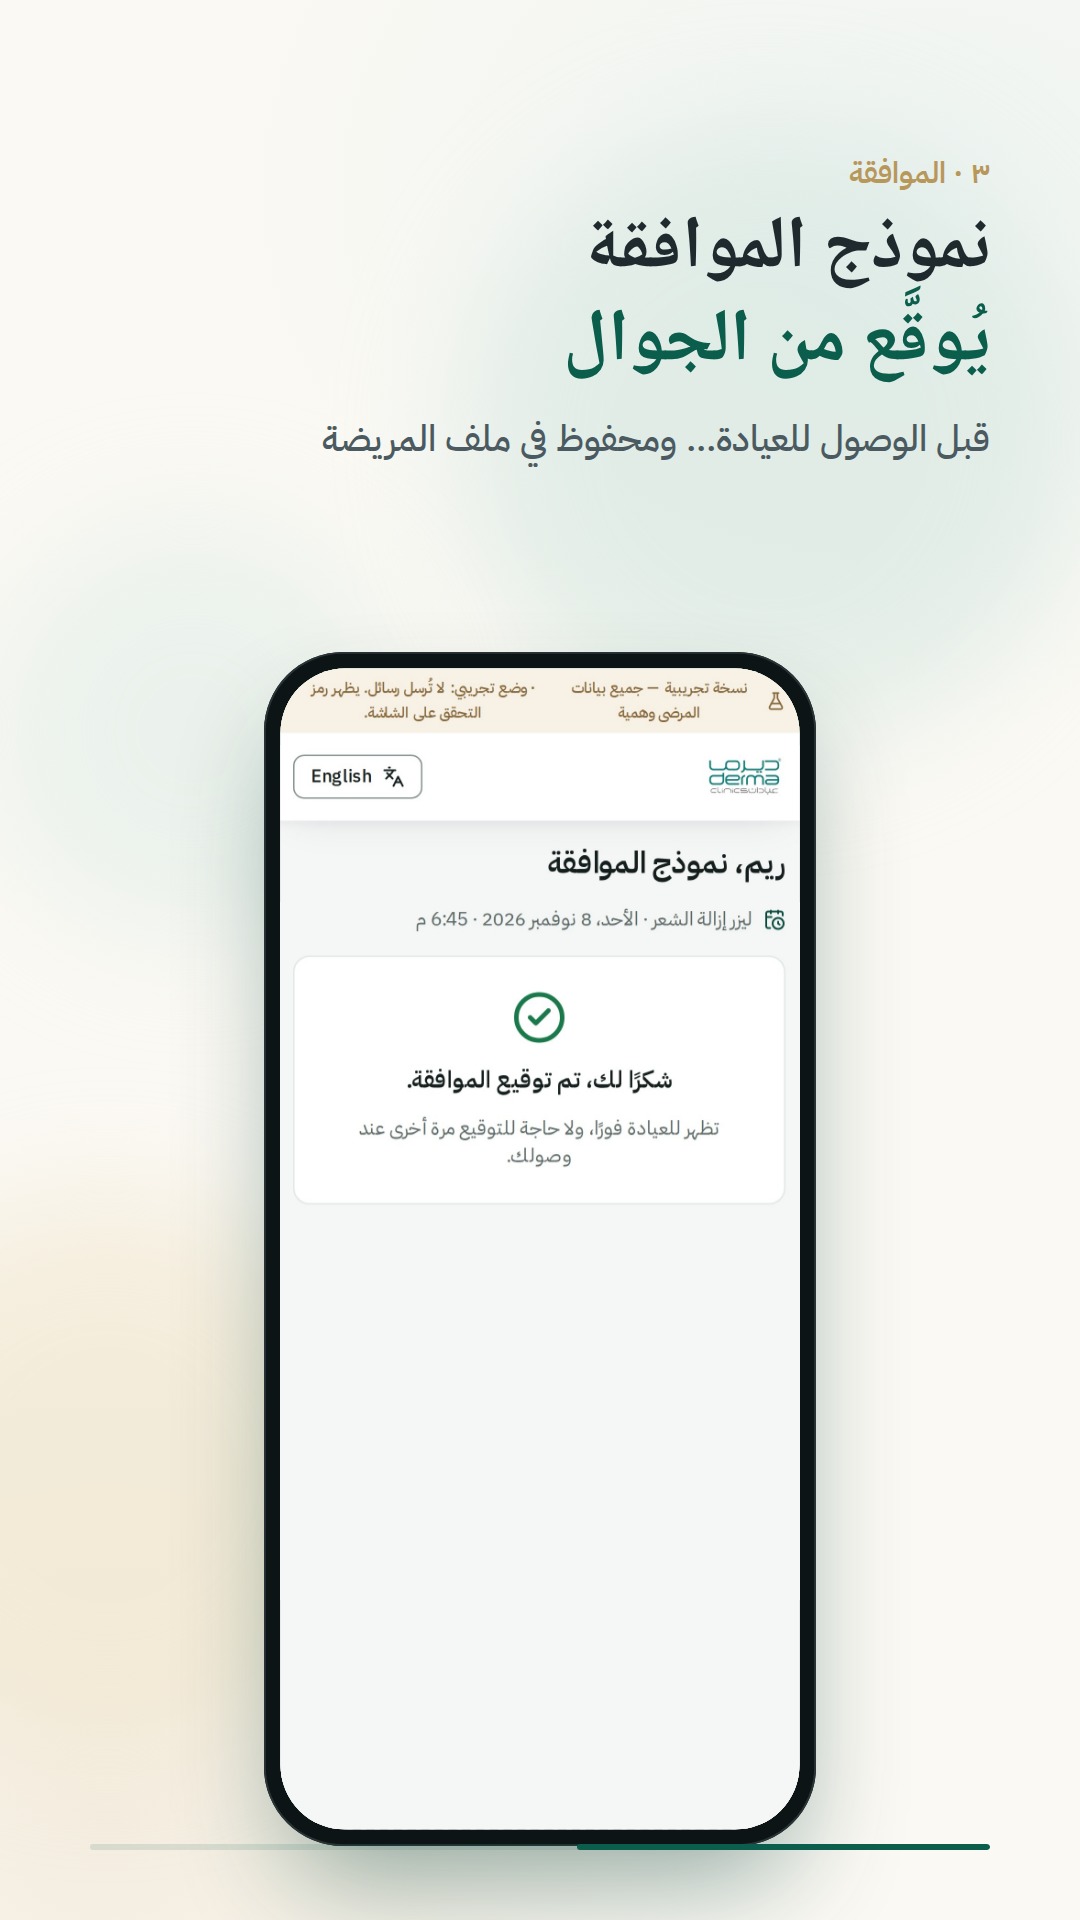 ٣ · الموافقة
نموذج الموافقة
يُوقَّع من الجوال
قبل الوصول للعيادة... ومحفوظ في ملف المريضة
نسخة تجريبية — جميع بيانات
المرضى وهمية
· وضع تجريبي: لا تُرسل رسائل. يظهر رمز
التحقق على الشاشة.
ديرما
derma
clinics عيادات
English
ريم، نموذج الموافقة
ليزر إزالة الشعر · الأحد، 8 نوفمبر 2026 · 6:45 م
شكرًا لك، تم توقيع الموافقة.
تظهر للعيادة فورًا، ولا حاجة للتوقيع مرة أخرى عند
وصولك.